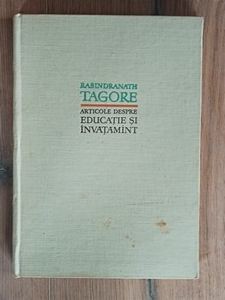 RABINDRANATH
TAGORE
ARTICOLE DESPRE
EDUCAȚIE ȘI
ÎNVĂȚĂMÎNT